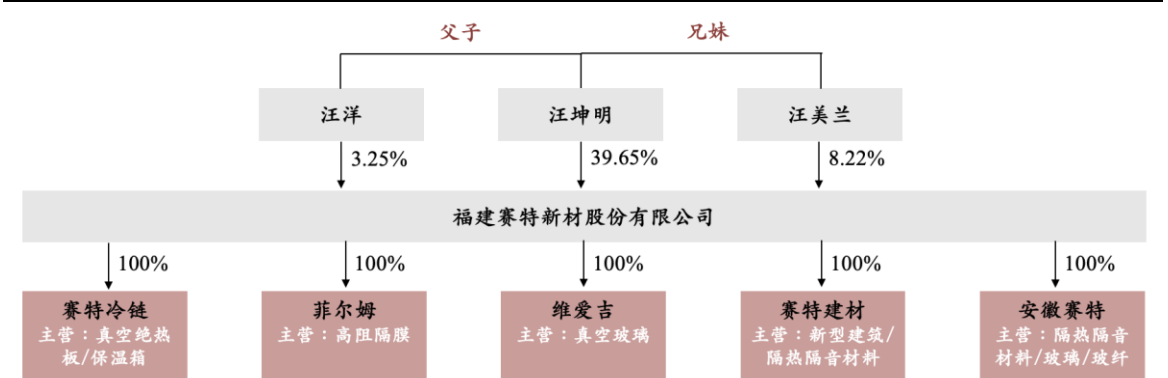 父子
兄妹
汪洋
汪坤明
汪美兰
3.25%
39.65%
8.22%
福建赛特新材股份有限公司
100%
100%
100%
100%
100%
赛特冷链
主营：真空绝热
板/保温箱
菲尔姆
主营：高阻隔膜
维爱吉
主营：真空玻璃
赛特建材
主营：新型建筑/
隔热隔音材料
安徽赛特
主营：隔热隔音
材料/玻璃/玻纤